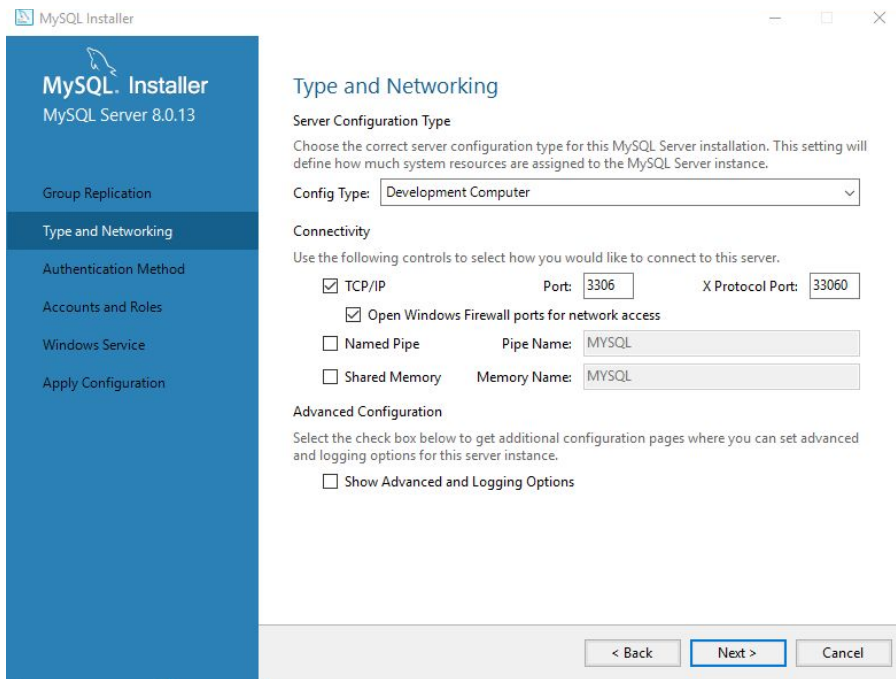 MySQL Installer
MySQL. Installer
MySQL Server 8.0.13
Group Replication
Type and Networking
Authentication Method
Accounts and Roles
Windows Service
Apply Configuration
Type and Networking
Server Configuration Type
Choose the correct server configuration type for this MySQL Server installation. This setting will
define how much system resources are assigned to the MySQL Server instance.
Config Type: Development Computer
Connectivity
Use the following controls to select how you would like to connect to this server.
TCP/IP Port: 3306 X Protocol Port: 33060
Open Windows Firewall ports for network access
Named Pipe Pipe Name: MYSQL
Shared Memory Memory Name: MYSQL
Advanced Configuration
Select the check box below to get additional configuration pages where you can set advanced
and logging options for this server instance.
Show Advanced and Logging Options
< Back Next > Cancel